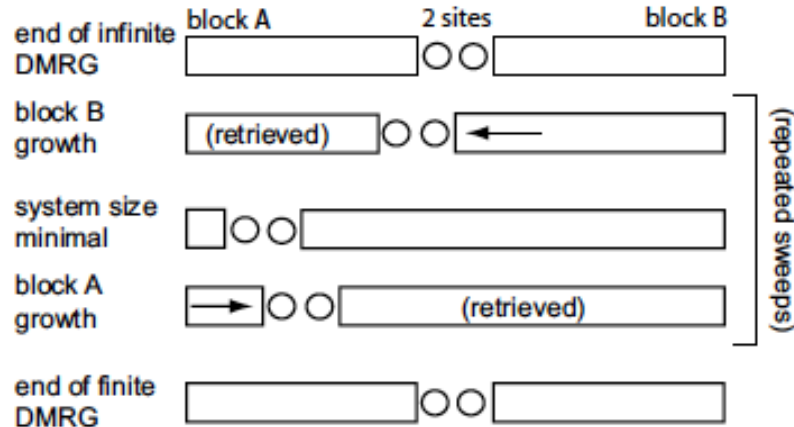 block A 2 sites block B
end of infinite
DMRG
block B
growth
(retrieved)
system size
minimal
block A
growth
(retrieved)
(repeated sweeps)
end of finite
DMRG